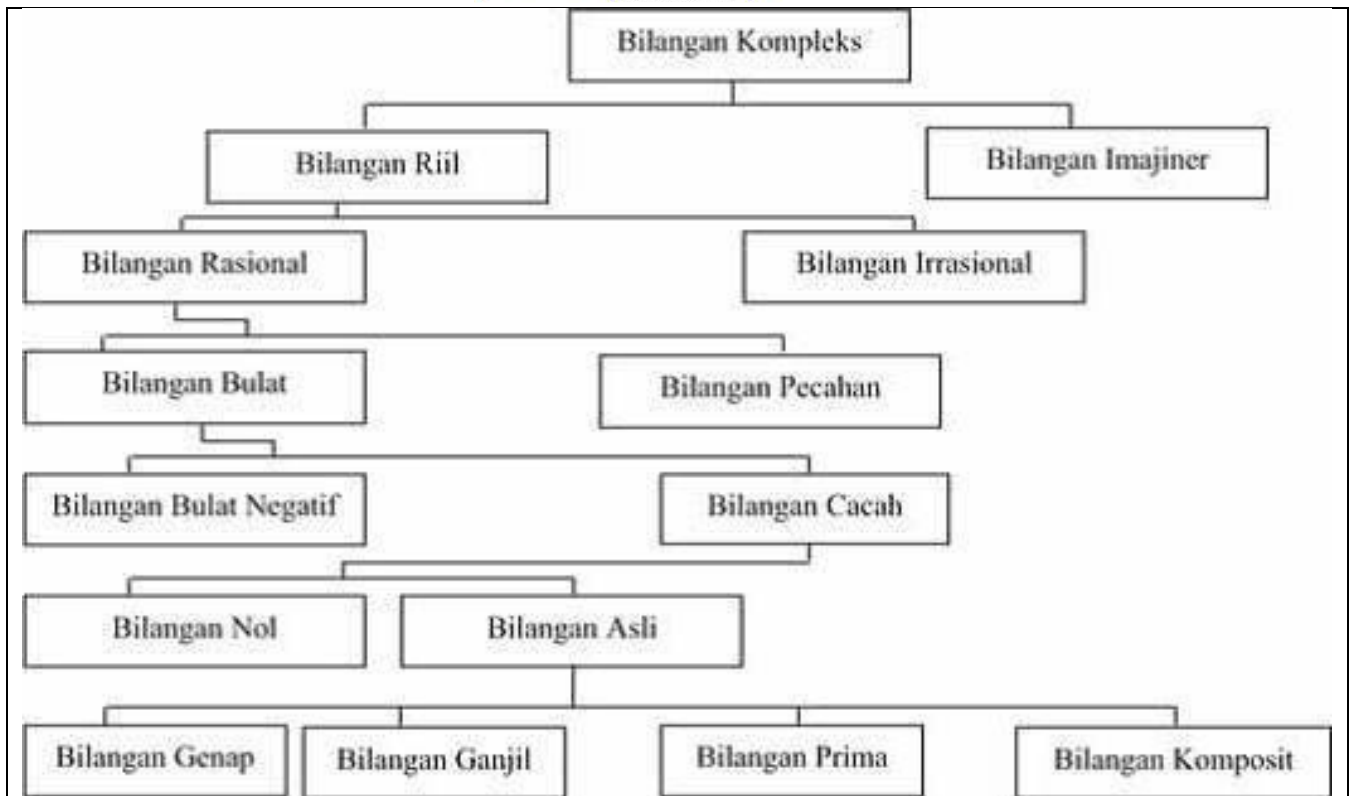 Bilangan Kompleks
Bilangan Riil
Bilangan Imajiner
Bilangan Rasional
Bilangan Irrasional
Bilangan Bulat
Bilangan Pecahan
Bilangan Bulat Negatif
Bilangan Cacah
Bilangan Nol
Bilangan Asli
Bilangan Genap
Bilangan Ganjil
Bilangan Prima
Bilangan Komposit